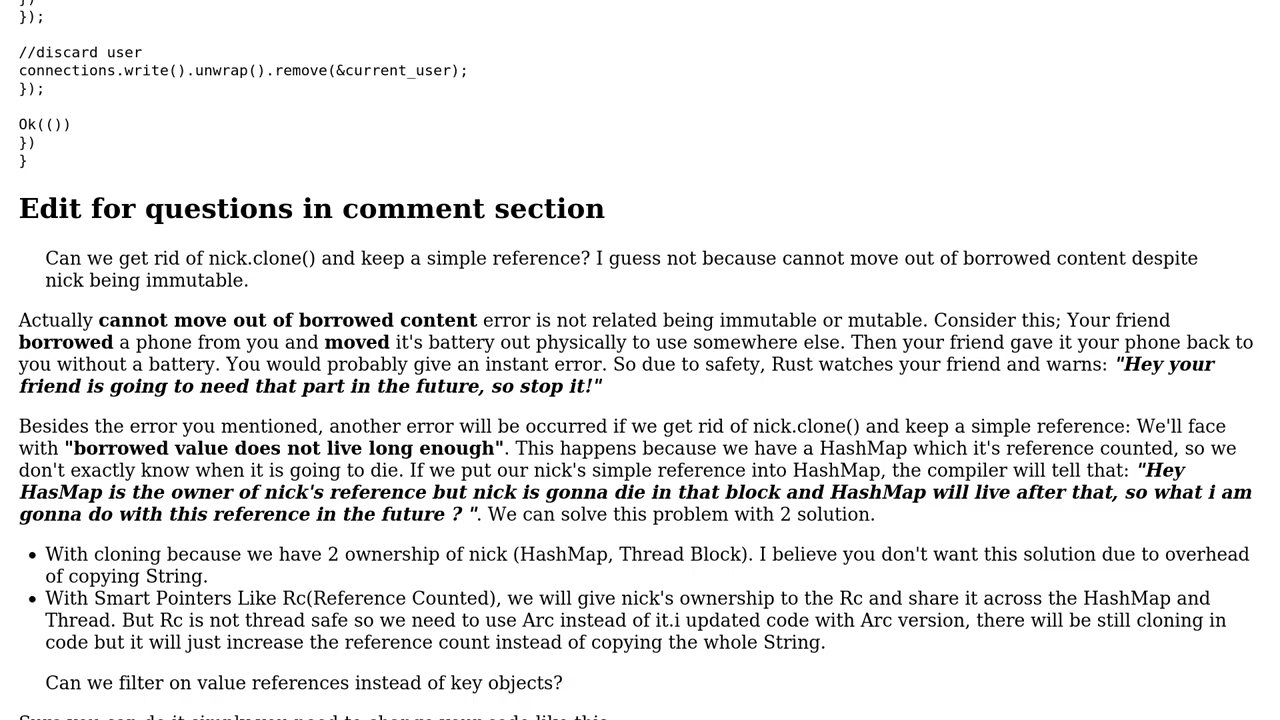 })
});
//discard user
connections.write().unwrap().remove(&current_user);
});
Ok(())
})
}
Edit for questions in comment section
Can we get rid of nick.clone() and keep a simple reference? I guess not because cannot move out of borrowed content despite
nick being immutable.
Actually cannot move out of borrowed content error is not related being immutable or mutable. Consider this; Your friend
borrowed a phone from you and moved it's battery out physically to use somewhere else. Then your friend gave it your phone back to
you without a battery. You would probably give an instant error. So due to safety, Rust watches your friend and warns: "Hey your
friend is going to need that part in the future, so stop it!"
Besides the error you mentioned, another error will be occurred if we get rid of nick.clone() and keep a simple reference: We'll face
with "borrowed value does not live long enough". This happens because we have a HashMap which it's reference counted, so we
don't exactly know when it is going to die. If we put our nick's simple reference into HashMap, the compiler will tell that: "Hey
HasMap is the owner of nick's reference but nick is gonna die in that block and HashMap will live after that, so what i am
gonna do with this reference in the future ? ". We can solve this problem with 2 solution.
• With cloning because we have 2 ownership of nick (HashMap, Thread Block). I believe you don't want this solution due to overhead
of copying String.
• With Smart Pointers Like Rc(Reference Counted), we will give nick's ownership to the Rc and share it across the HashMap and
Thread. But Rc is not thread safe so we need to use Arc instead of it.i updated code with Arc version, there will be still cloning in
code but it will just increase the reference count instead of copying the whole String.
Can we filter on value references instead of key objects?
Sure you can do it simply you need to change your code like this